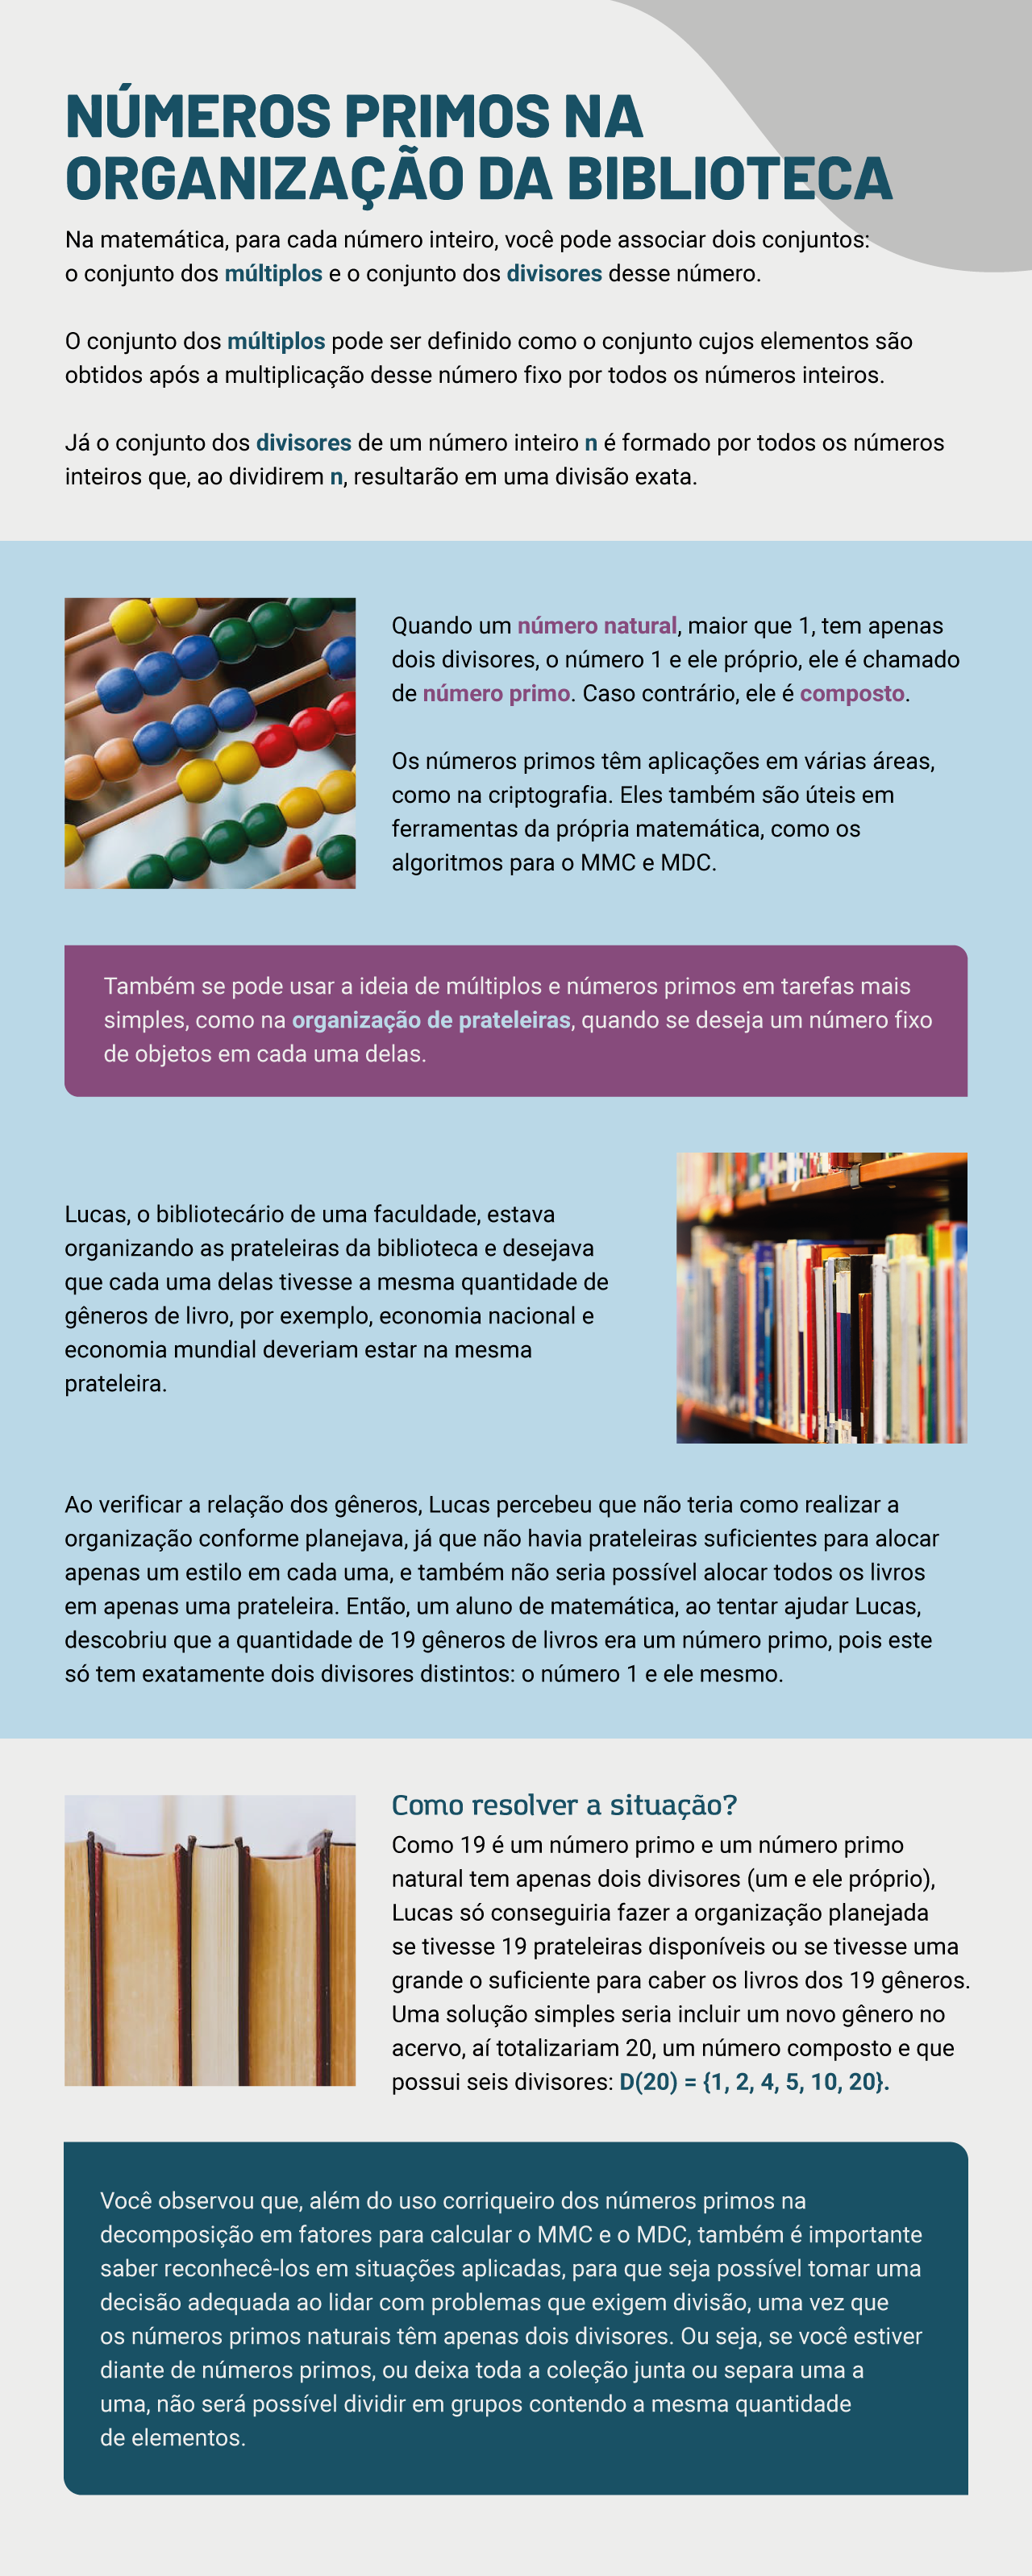 NÚMEROS PRIMOS NA
ORGANIZAÇÃO DA BIBLIOTECA
Na matemática, para cada número inteiro, você pode associar dois conjuntos:
o conjunto dos múltiplos e o conjunto dos divisores desse número.
O conjunto dos múltiplos pode ser definido como o conjunto cujos elementos são
obtidos após a multiplicação desse número fixo por todos os números inteiros.
Já o conjunto dos divisores de um número inteiro n é formado por todos os números
inteiros que, ao dividirem n, resultarão em uma divisão exata.
Quando um número natural, maior que 1, tem apenas
dois divisores, o número 1 e ele próprio, ele é chamado
de número primo. Caso contrário, ele é composto.
Os números primos têm aplicações em várias áreas,
como na criptografia. Eles também são úteis em
ferramentas da própria matemática, como os
algoritmos para o MMC e MDC.
Também se pode usar a ideia de múltiplos e números primos em tarefas mais
simples, como na organização de prateleiras, quando se deseja um número fixo
de objetos em cada uma delas.
Lucas, o bibliotecário de uma faculdade, estava
organizando as prateleiras da biblioteca e desejava
que cada uma delas tivesse a mesma quantidade de
gêneros de livro, por exemplo, economia nacional e
economia mundial deveriam estar na mesma
prateleira.
Ao verificar a relação dos gêneros, Lucas percebeu que não teria como realizar a
organização conforme planejava, já que não havia prateleiras suficientes para alocar
apenas um estilo em cada uma, e também não seria possível alocar todos os livros
em apenas uma prateleira. Então, um aluno de matemática, ao tentar ajudar Lucas,
descobriu que a quantidade de 19 gêneros de livros era um número primo, pois este
só tem exatamente dois divisores distintos: o número 1 e ele mesmo.
Como resolver a situação?
Como 19 é um número primo e um número primo
natural tem apenas dois divisores (um e ele próprio),
Lucas só conseguiria fazer a organização planejada
se tivesse 19 prateleiras disponíveis ou se tivesse uma
grande o suficiente para caber os livros dos 19 gêneros.
Uma solução simples seria incluir um novo gênero no
acervo, aí totalizariam 20, um número composto e que
possui seis divisores: D(20) = {1, 2, 4, 5, 10, 20}.
Você observou que, além do uso corriqueiro dos números primos na
decomposição em fatores para calcular o MMC e o MDC, também é importante
saber reconhecê-los em situações aplicadas, para que seja possível tomar uma
decisão adequada ao lidar com problemas que exigem divisão, uma vez que
os números primos naturais têm apenas dois divisores. Ou seja, se você estiver
diante de números primos, ou deixa toda a coleção junta ou separa uma a
uma, não será possível dividir em grupos contendo a mesma quantidade
de elementos.